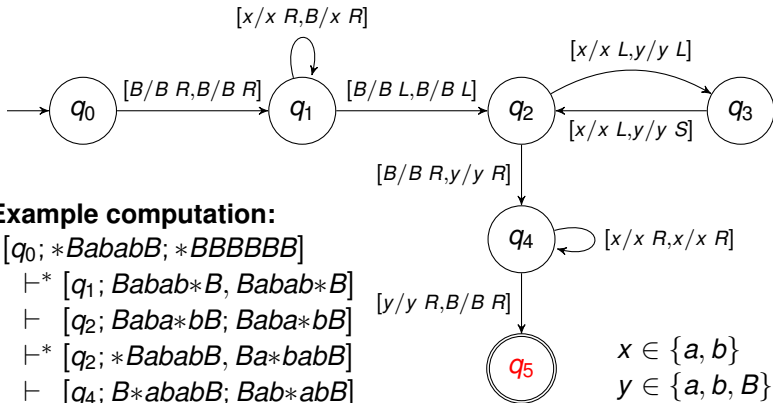 [x/x R,B/x R]
[x/x L,y/y L]
[B/B R,B/B R]
[B/B L,B/B L]
q0
q1
q2
q3
[x/x L,y/y S]
[B/B R,y/y R]
Example computation:
[q0; ∗BababB; ∗BBBBBB]
q4
[x/x R,x/x R]
⊢* [q1; Babab∗B, Babab∗B]
[y/y R,B/B R]
⊢ [q2; Baba∗bB; Baba∗bB]
⊢* [q2; ∗BababB, Ba∗babB]
q5
x ∈ {a, b}
⊢ [q4; B∗ababB; Bab∗abB]
y ∈ {a, b, B}